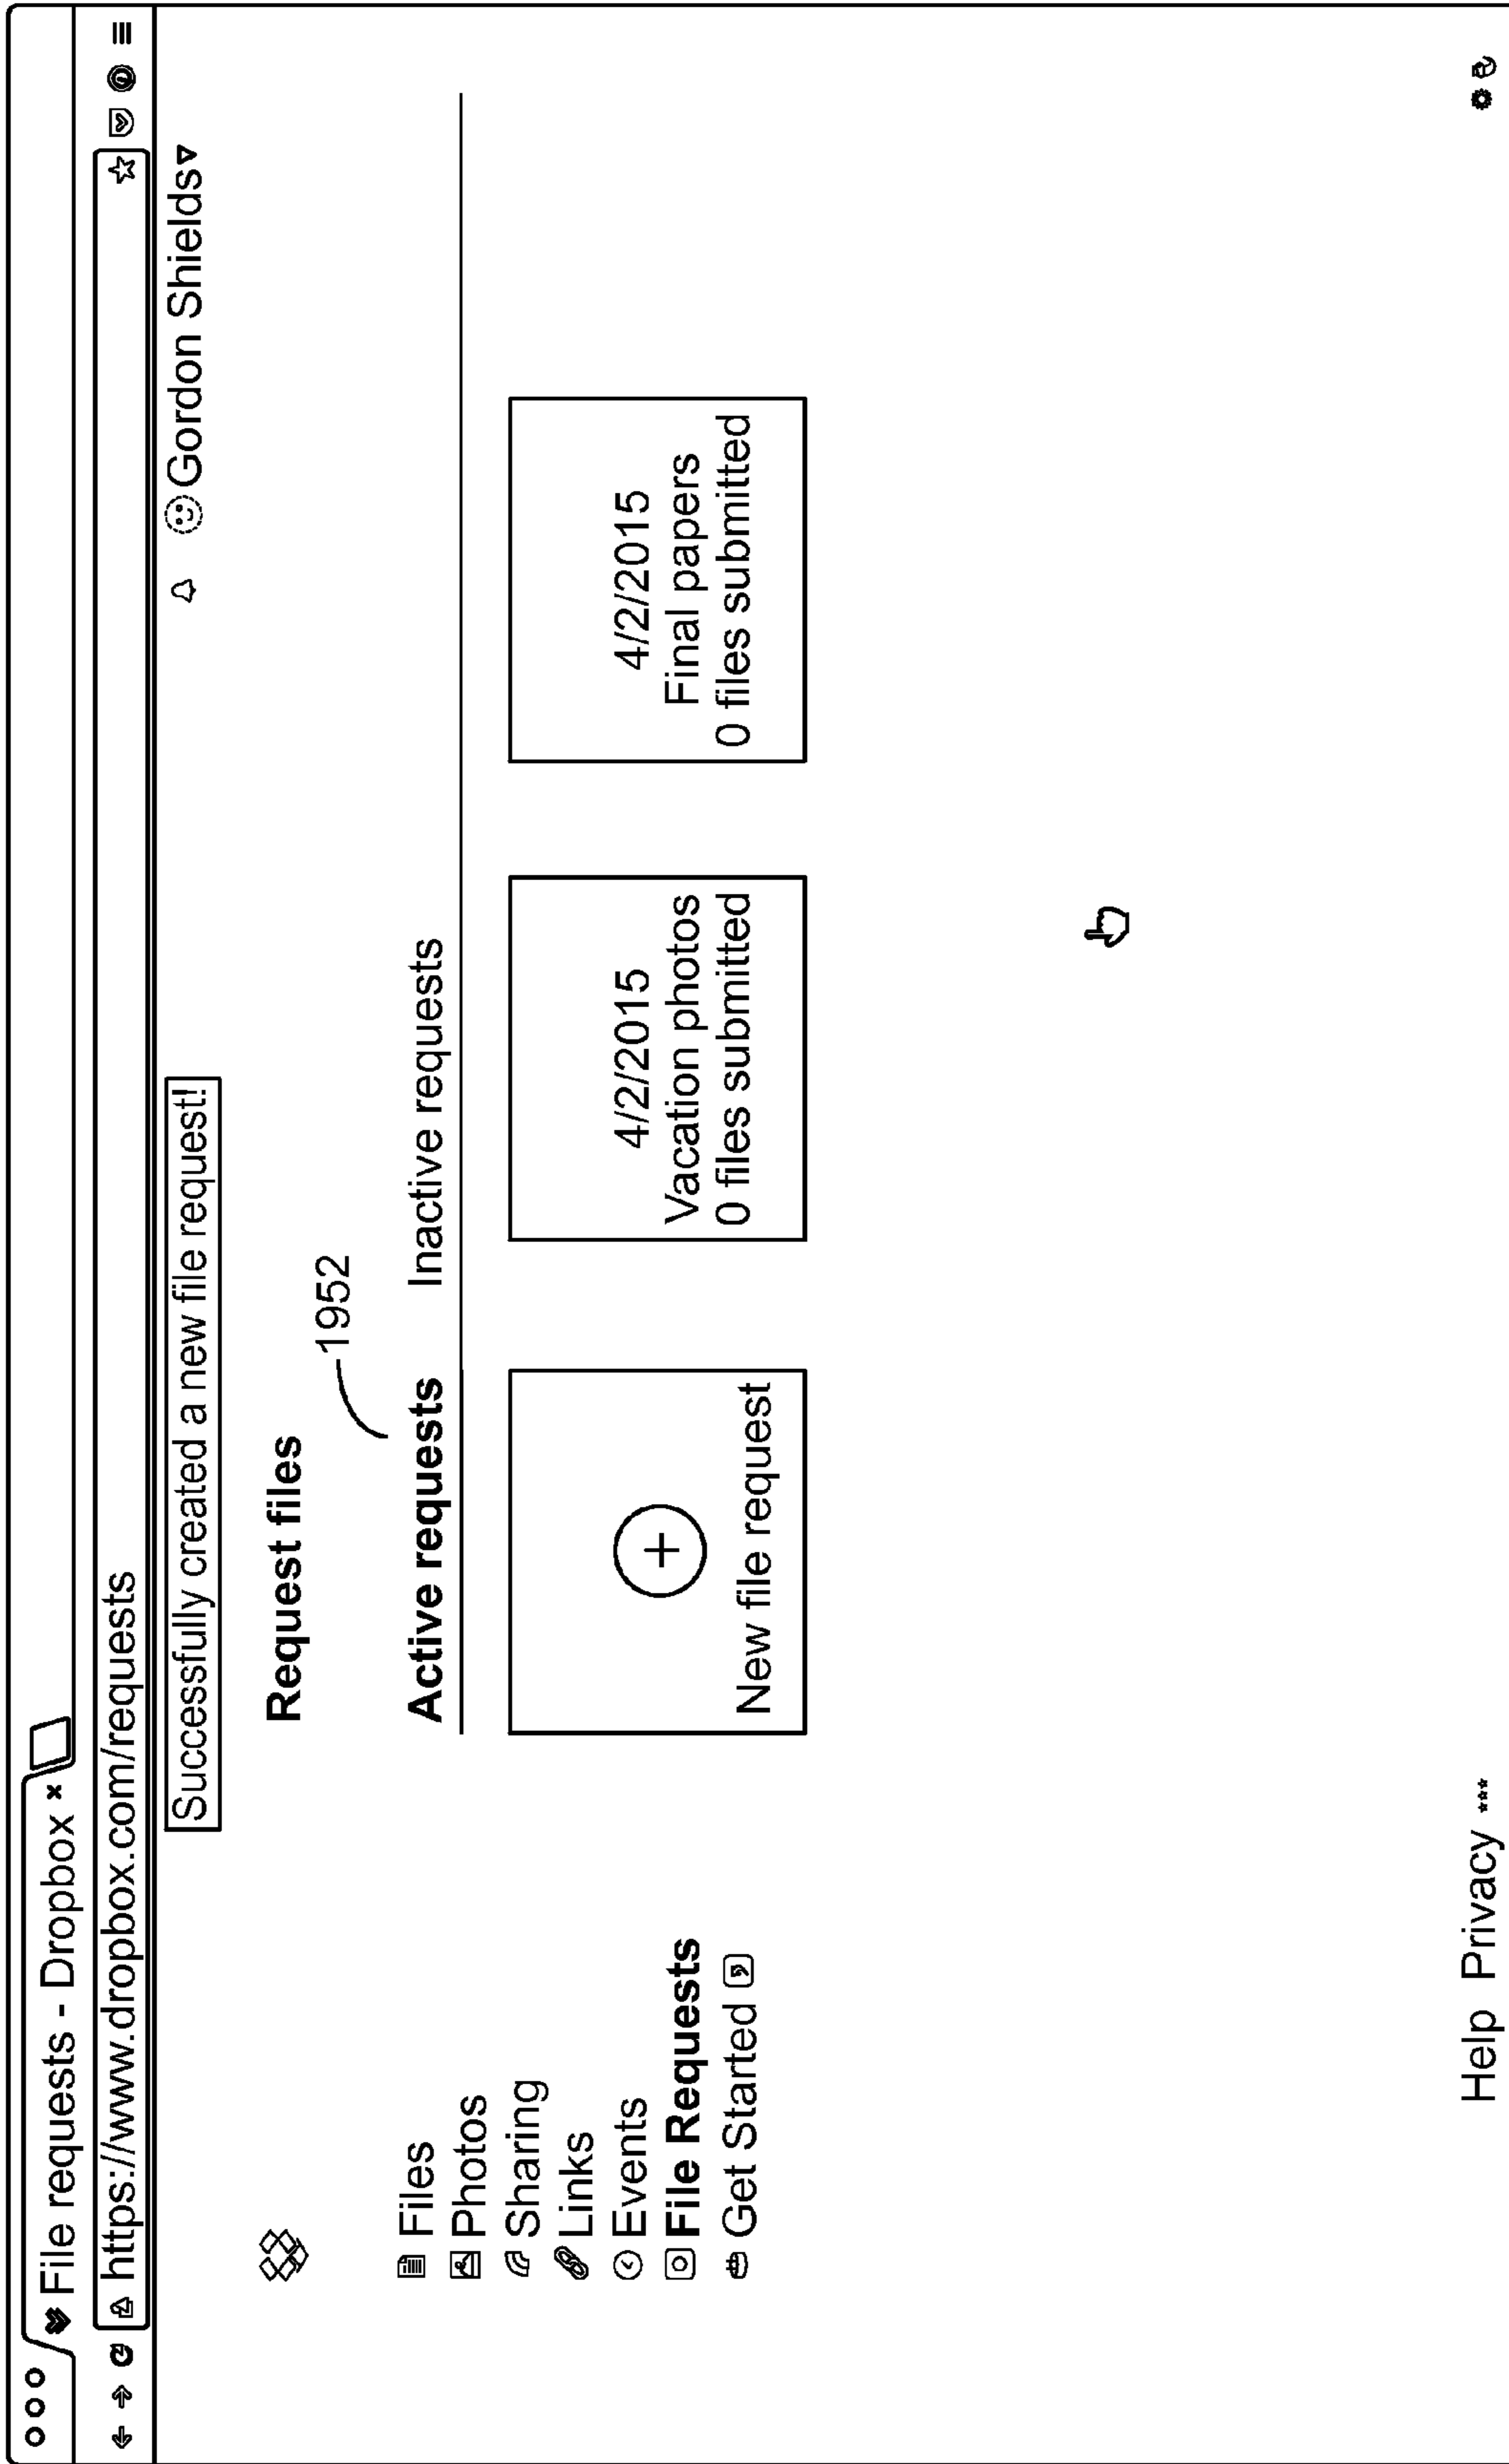 File requests - Dropbox
https://www.dropbox.com/requests
Successfully created a new file request!
Gordon Shields
Request files
1952
Active requests Inactive requests
Files
Photos
Sharing
Links
Events
File Requests
Get Started
New file request
4/2/2015
Vacation photos
0 files submitted
4/2/2015
Final papers
0 files submitted
Help Privacy